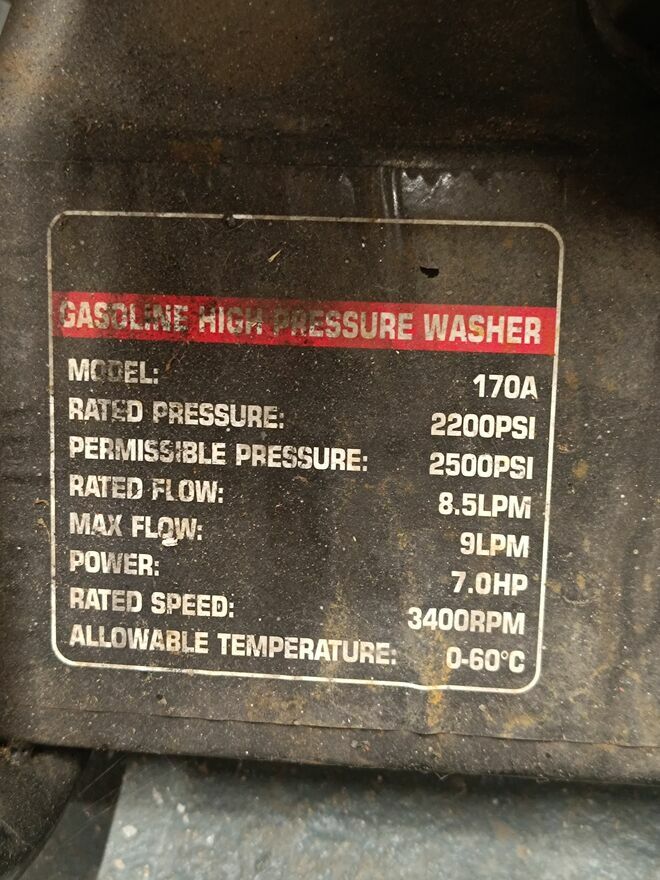 GASOLINE HIGH PRESSURE WASHER
MODEL: 170A
RATED PRESSURE: 2200PSI
PERMISSIBLE PRESSURE: 2500PSI
RATED FLOW: 8.5LPM
MAX FLOW: 9LPM
POWER: 7.0HP
RATED SPEED: 3400RPM
ALLOWABLE TEMPERATURE: 0-60°C